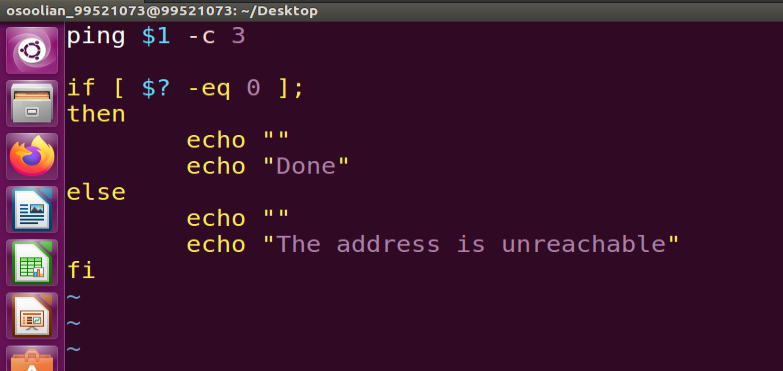 osoolian_99521073@99521073: ~/Desktop
ping $1 -c 3
if [ $? -eq 0 ];
then
echo ""
echo "Done"
else
echo ""
echo "The address is unreachable"
fi
~
~
~